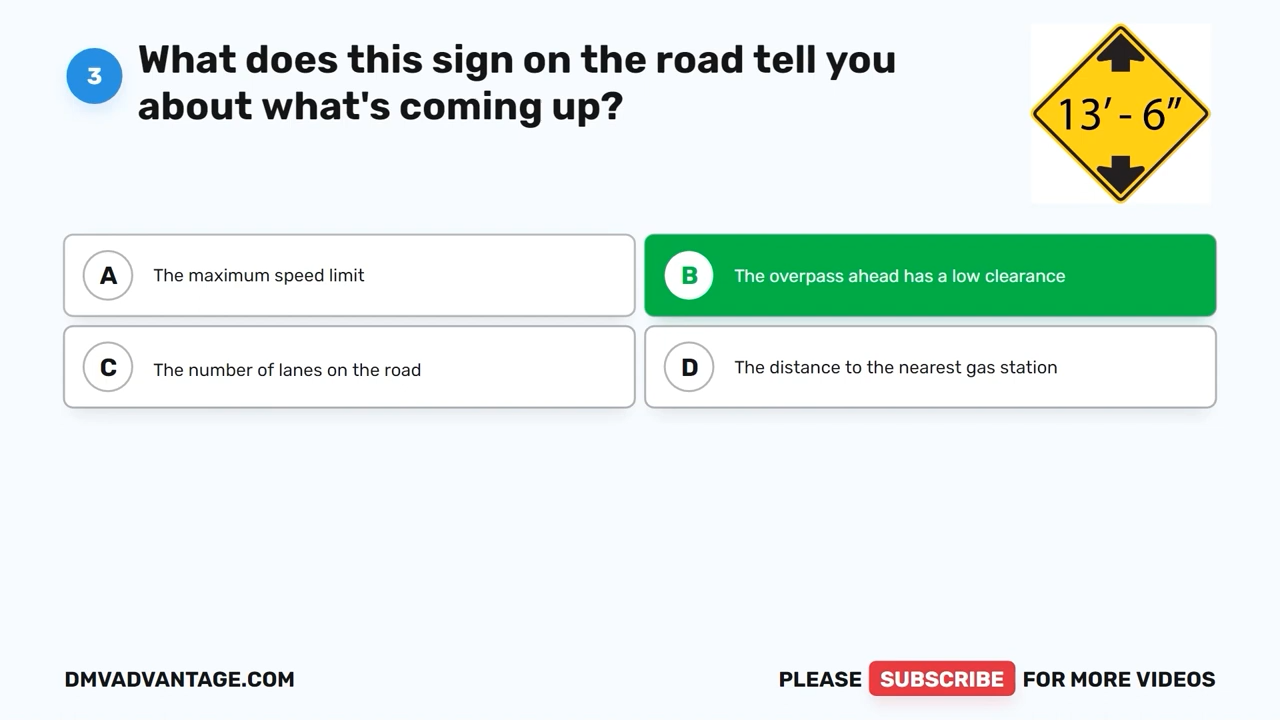 3
What does this sign on the road tell you
about what's coming up?
13’ - 6”
A
The maximum speed limit
B
The overpass ahead has a low clearance
C
The number of lanes on the road
D
The distance to the nearest gas station
DMVADVANTAGE.COM
PLEASE SUBSCRIBE FOR MORE VIDEOS